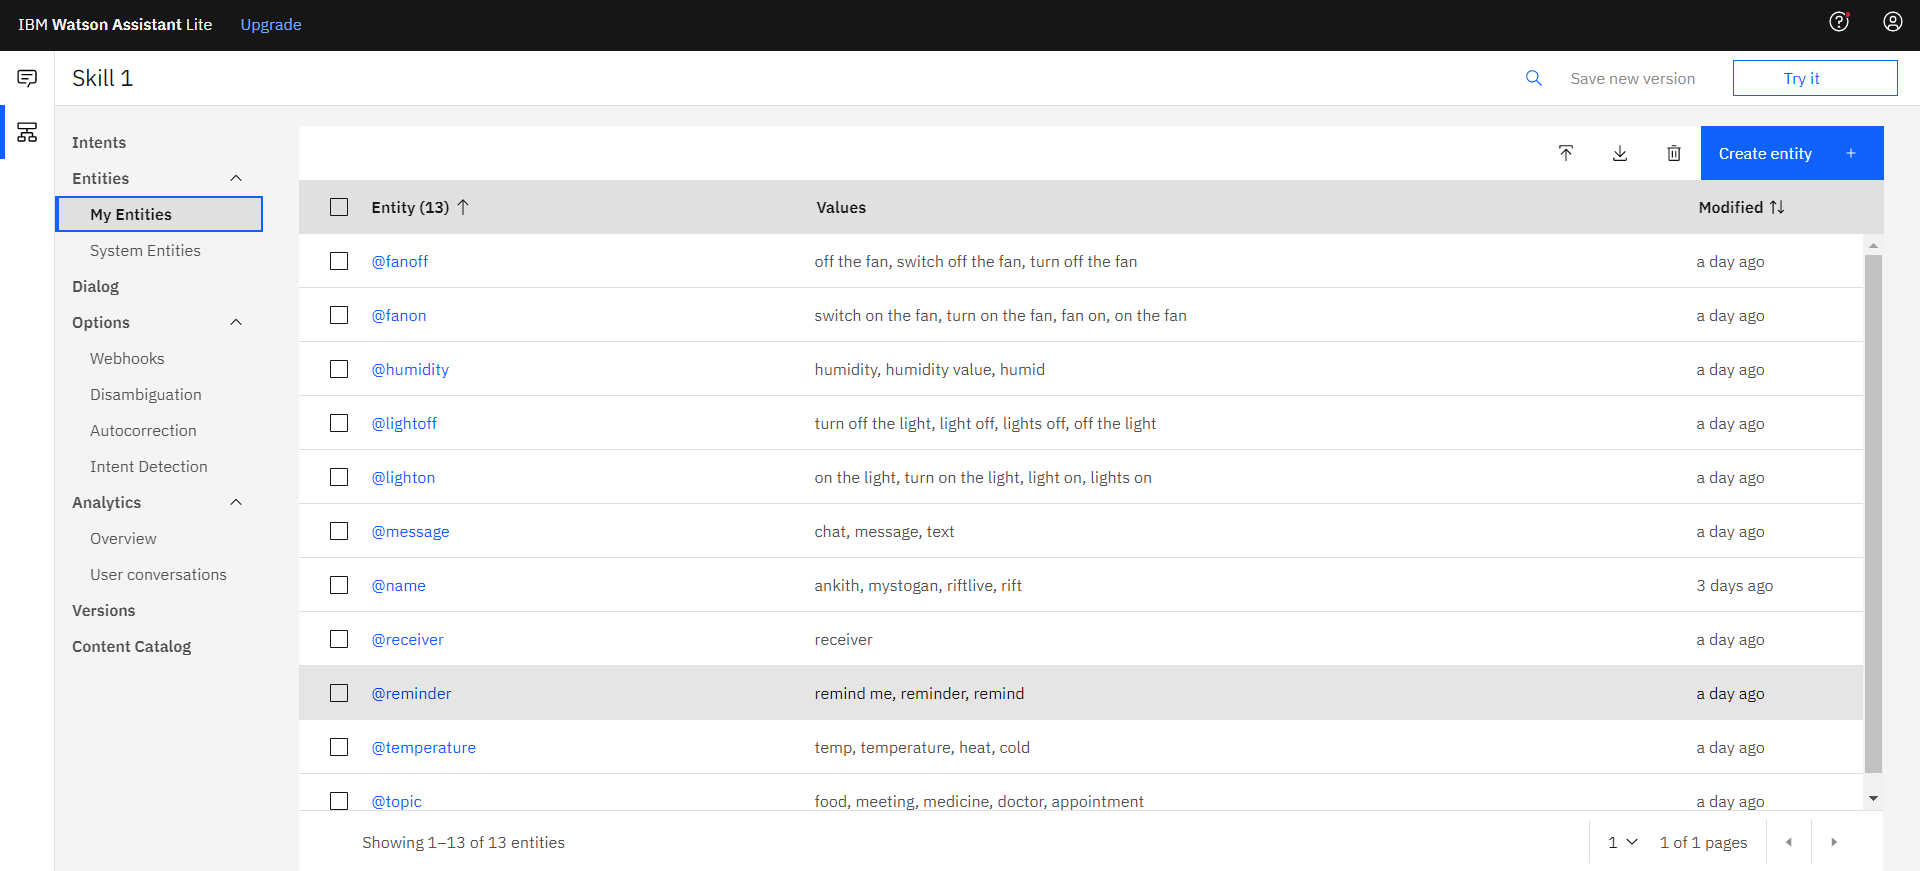 IBM Watson Assistant Lite Upgrade
Skill 1 Save new version Try it
Intents
Entities
My Entities
System Entities
Dialog
Options
Webhooks
Disambiguation
Autocorrection
Intent Detection
Analytics
Overview
User conversations
Versions
Content Catalog
Create entity +
Entity (13) Values Modified
@fanoff off the fan, switch off the fan, turn off the fan a day ago
@fanon switch on the fan, turn on the fan, fan on, on the fan a day ago
@humidity humidity, humidity value, humid a day ago
@lightoff turn off the light, light off, lights off, off the light a day ago
@lighton on the light, turn on the light, light on, lights on a day ago
@message chat, message, text a day ago
@name ankith, mystogan, riftlive, rift 3 days ago
@receiver receiver a day ago
@reminder remind me, reminder, remind a day ago
@temperature temp, temperature, heat, cold a day ago
@topic food, meeting, medicine, doctor, appointment a day ago
Showing 1–13 of 13 entities 1 1 of 1 pages